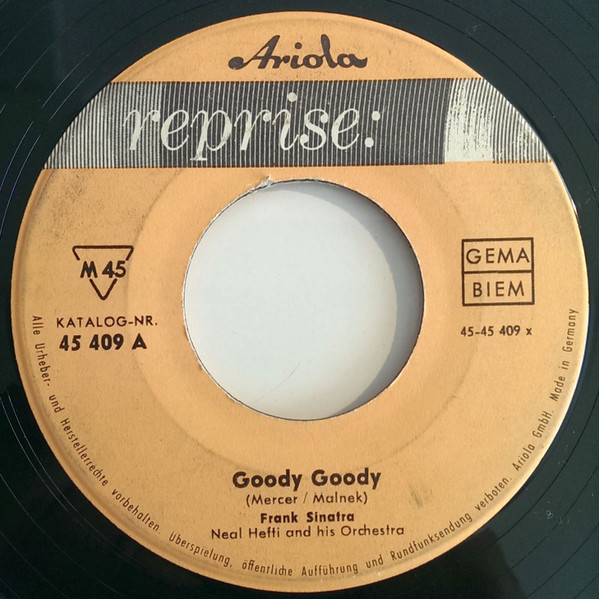 Ariola
reprise:
M 45
GEMA
BIEM
KATALOG-NR.
45 409 A
45-45 409 x
Goody Goody
(Mercer / Malnek)
Frank Sinatra
Neal Hefti and his Orchestra
Alle Urheber- und Herstellerrechte vorbehalten. Überspielung, öffentliche Aufführung und Rundfunksendung verboten. Ariola GmbH. Made in Germany